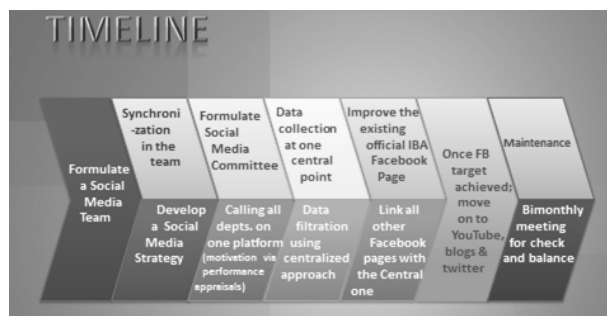 TIMELINE
Formulate
a Social
Media
Team
Synchroni
-zation
in the
team
Develop
a Social
Media
Strategy
Formulate
Social
Media
Committee
Calling all
depts. on
one platform
(motivation via
performance
appraisals)
Data
collection
at one
central
point
Data
filtration
using
centralized
approach
Improve the
existing
official IBA
Facebook
Page
Link all
other
Facebook
pages with
the Central
one
Once FB
target
achieved;
move
on to
YouTube,
blogs &
twitter
Maintenance
Bimonthly
meeting
for check
and balance